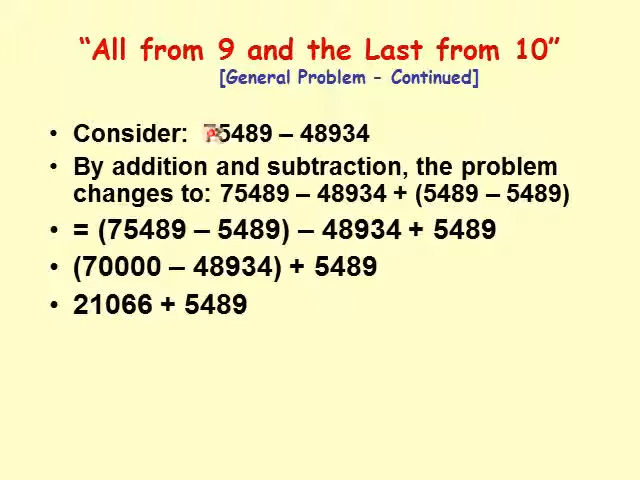 “All from 9 and the Last from 10”
[General Problem - Continued]
• Consider: 75489 – 48934
• By addition and subtraction, the problem
changes to: 75489 – 48934 + (5489 – 5489)
• = (75489 – 5489) – 48934 + 5489
• (70000 – 48934) + 5489
• 21066 + 5489